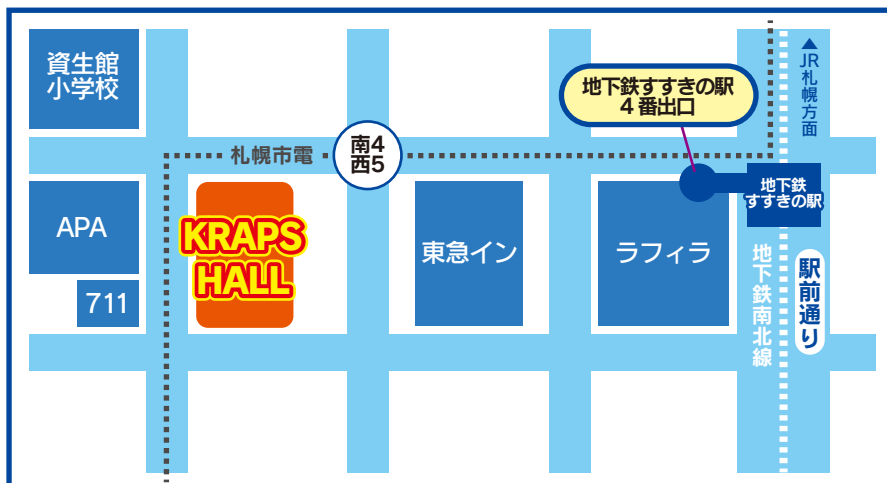 資生館
小学校
地下鉄すすきの駅
4番出口
▲JR札幌方面
札幌市電
南4
西5
APA
KRAPS
HALL
東急イン
ラフィラ
地下鉄
すすきの駅
711
地下鉄南北線
駅前通り